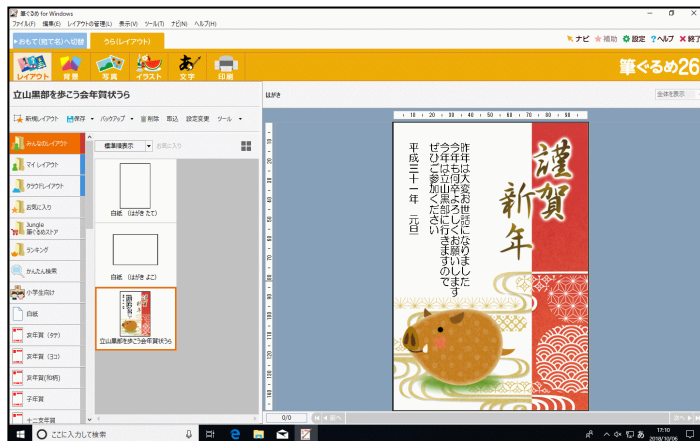 筆ぐるめ for Windows
ファイル(F) 編集(E) レイアウトの管理(L) 表示(V) ツール(T) ナビ(N) ヘルプ(H)
▸おもて(宛て名)へ切替
うら(レイアウト)
ナビ ★補助 設定 ?ヘルプ ×終了
レイアウト
背景
写真
イラスト
文字
印刷
筆ぐるめ26
立山黒部を歩こう会年賀状うら
はがき
全体を表示
新規レイアウト 保存 バックアップ 削除 取込 設定変更 ツール
みんなのレイアウト
マイ レイアウト
クラウドレイアウト
お気に入り
Jungle
筆ぐるめストア
ランキング
かんたん検索
小学生向け
白紙
亥年賀 (タテ)
亥年賀 (ヨコ)
亥年賀(和柄)
子年賀
十二支年賀
標準順表示
お気に入り
白紙 (はがき たて)
白紙 (はがき よこ)
立山黒部を歩こう会年賀状うら
10 20 30 40 50 60 70 80 90
謹賀
新年
昨年は大変お世話になりました
今年も何卒よろしくお願いします
今年は立山黒部に行きますので
ぜひご参加ください
平成三十一年 元旦
0/0
前へ
次へ
ここに入力して検索
17:10
2018/10/06